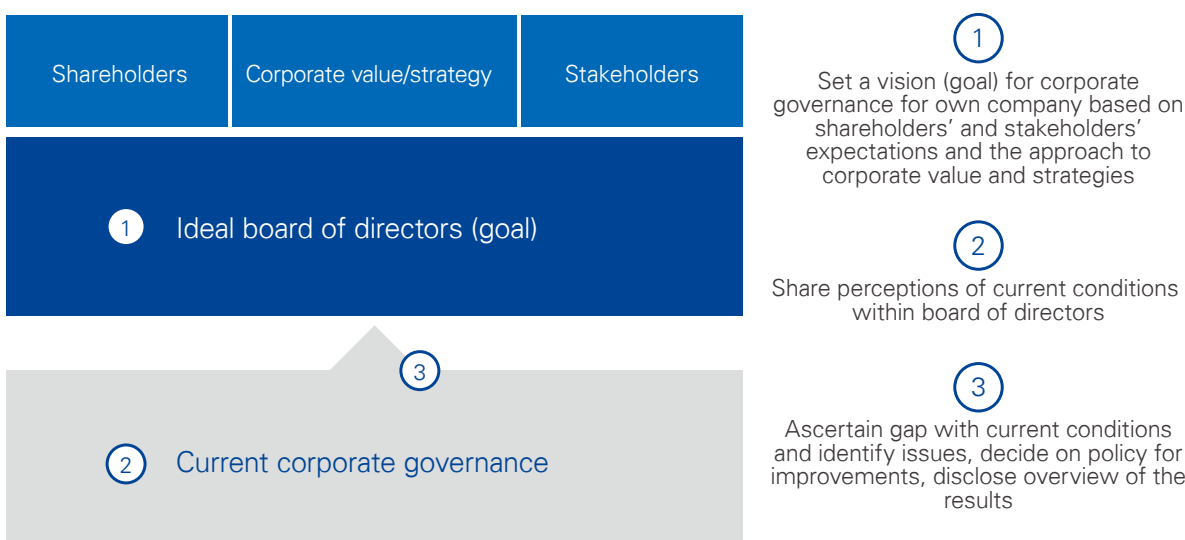 Shareholders
Corporate value/strategy
Stakeholders
1 Ideal board of directors (goal)
3
2 Current corporate governance
1
Set a vision (goal) for corporate
governance for own company based on
shareholders’ and stakeholders’
expectations and the approach to
corporate value and strategies
2
Share perceptions of current conditions
within board of directors
3
Ascertain gap with current conditions
and identify issues, decide on policy for
improvements, disclose overview of the
results